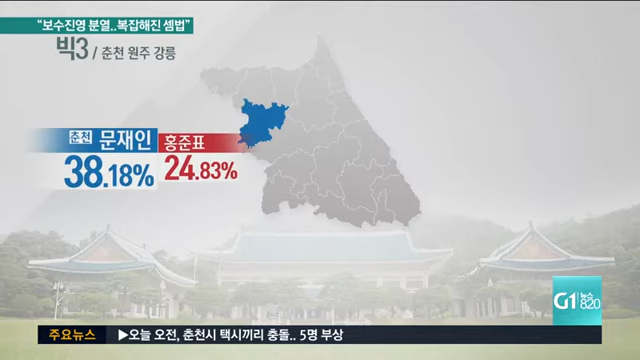 “보수진영 분열..복잡해진 셈법”
빅3 / 춘천 원주 강릉
춘천 문재인
38.18%
홍준표
24.83%
G1 뉴스 820
주요뉴스 ▶오늘 오전, 춘천시 택시끼리 충돌.. 5명 부상